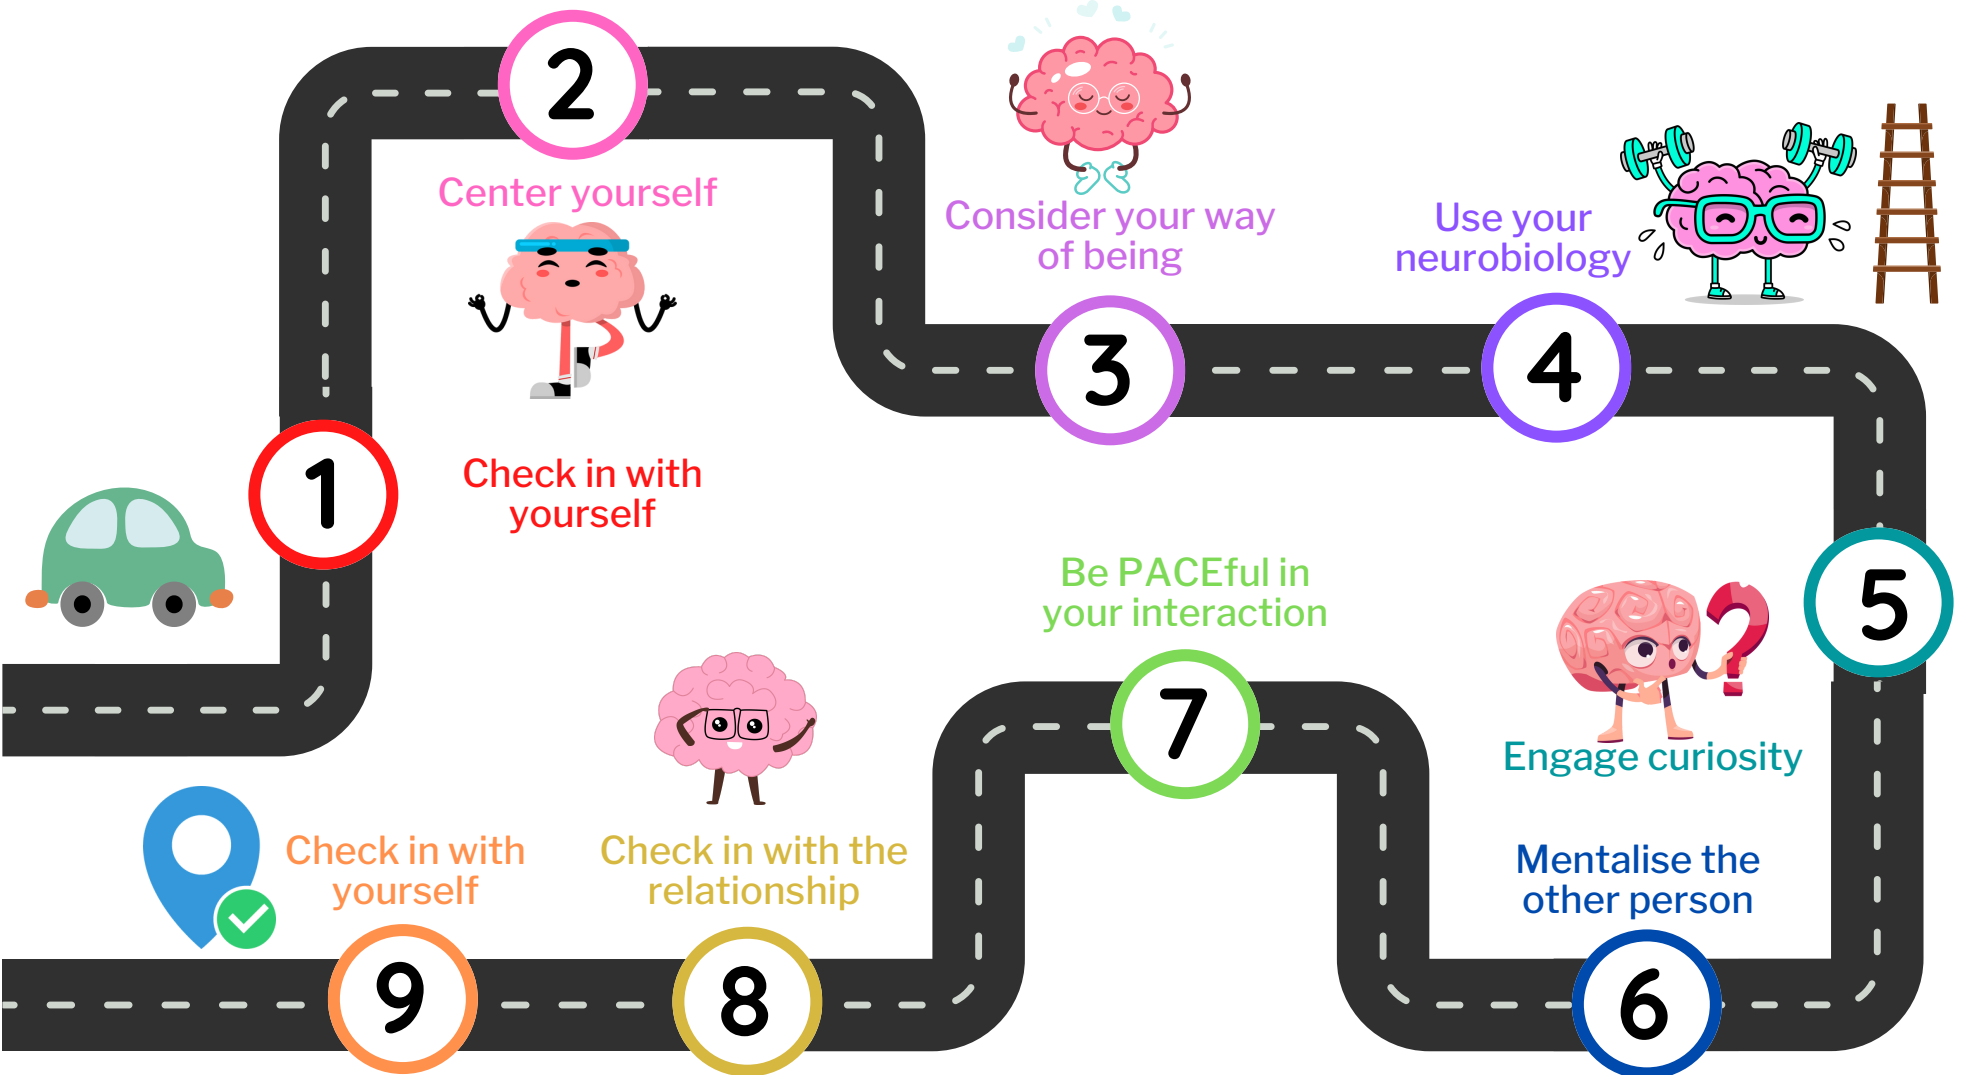 1
Check in with
yourself
2
Center yourself
3
Consider your way
of being
4
Use your
neurobiology
5
Engage curiosity
6
Mentalise the
other person
7
Be PACEful in
your interaction
8
Check in with the
relationship
9
Check in with
yourself